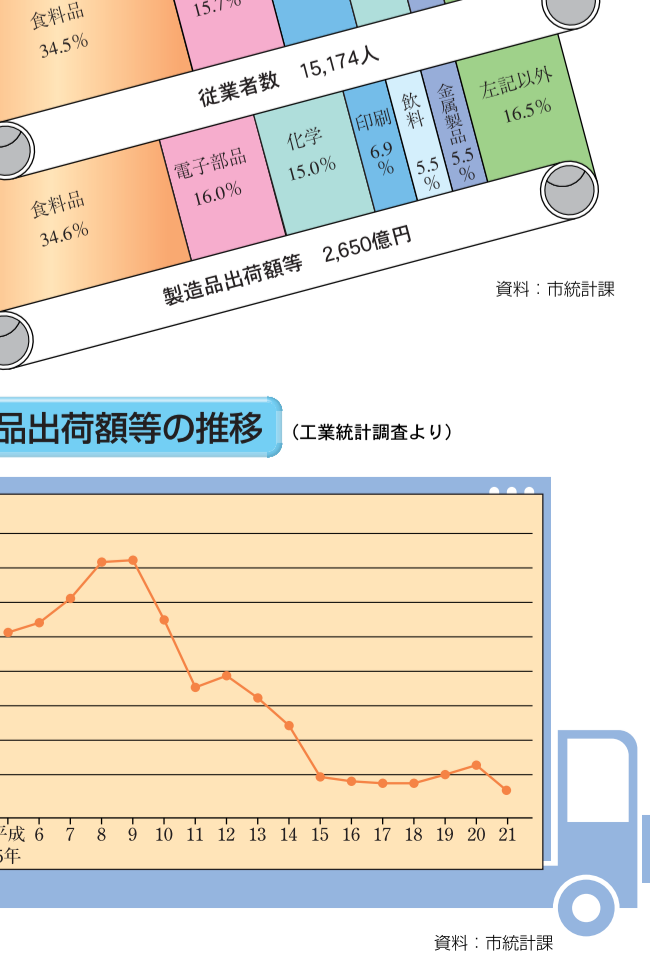 食料品
34.5%
15.7%
従業者数 15,174人
食料品
34.6%
電子部品
16.0%
化学
15.0%
印刷
6.9
%
飲料
5.5
%
金属製品
5.5
%
左記以外
16.5%
製造品出荷額等 2,650億円
資料：市統計課
品出荷額等の推移 （工業統計調査より）
平成 6 7 8 9 10 11 12 13 14 15 16 17 18 19 20 21
5年
資料：市統計課